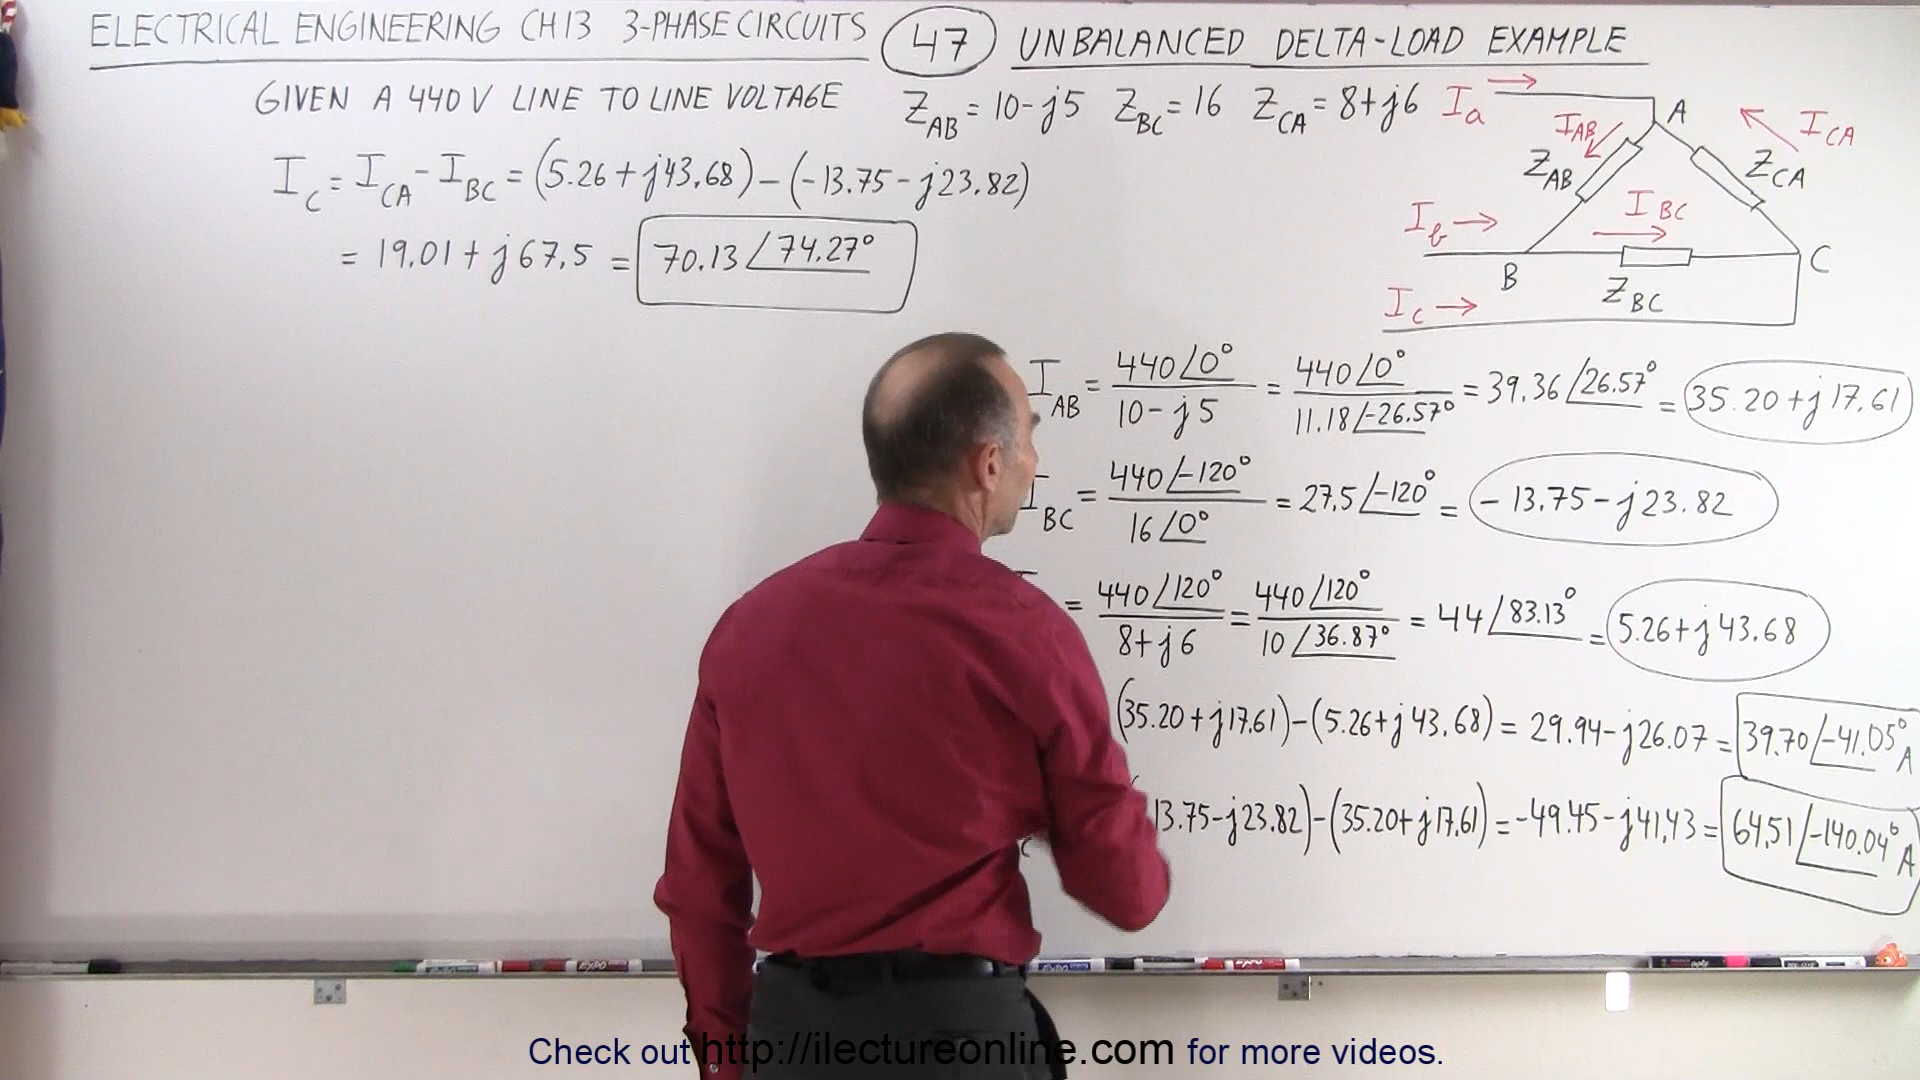 ELECTRICAL ENGINEERING CH 13 3-PHASE CIRCUITS 47 UNBALANCED DELTA-LOAD EXAMPLE
GIVEN A 440 V LINE TO LINE VOLTAGE Z_AB = 10-j5 Z_BC = 16 Z_CA = 8+j6
I_C = I_CA - I_BC = (5.26 + j43.68) - (-13.75 - j23.82)
= 19.01 + j67.5 = 70.13 ∠74.27°
I_a
A
I_AB
I_CA
Z_AB
Z_CA
I_BC
I_b
B
C
Z_BC
I_c
I_AB = 440∠0° / 10-j5 = 440∠0° / 11.18∠-26.57° = 39.36∠26.57° = 35.20 + j17.61
I_BC = 440∠-120° / 16∠0° = 27.5∠-120° = -13.75 - j23.82
= 440∠120° / 8+j6 = 440∠120° / 10∠36.87° = 44∠83.13° = 5.26 + j43.68
(35.20 + j17.61) - (5.26 + j43.68) = 29.94 - j26.07 = 39.70∠-41.05° A
13.75 - j23.82) - (35.20 + j17.61) = -49.45 - j41.43 = 64.51∠-140.04° A
C
EXPO
Check out http://ilectureonline.com for more videos.